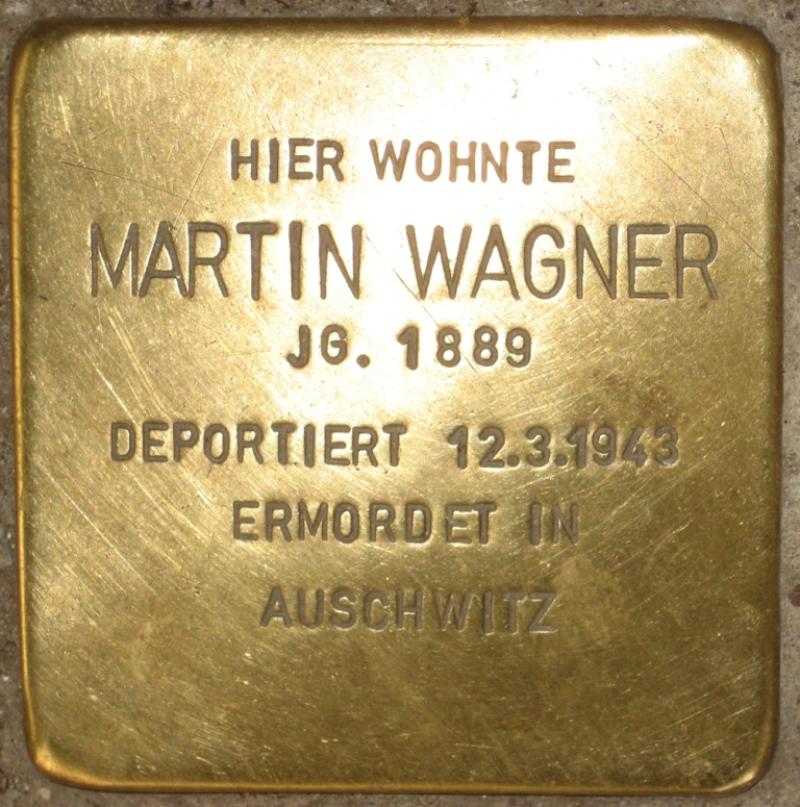 HIER WOHNTE
MARTIN WAGNER
JG. 1889
DEPORTIERT 12.3.1943
ERMORDET IN
AUSCHWITZ